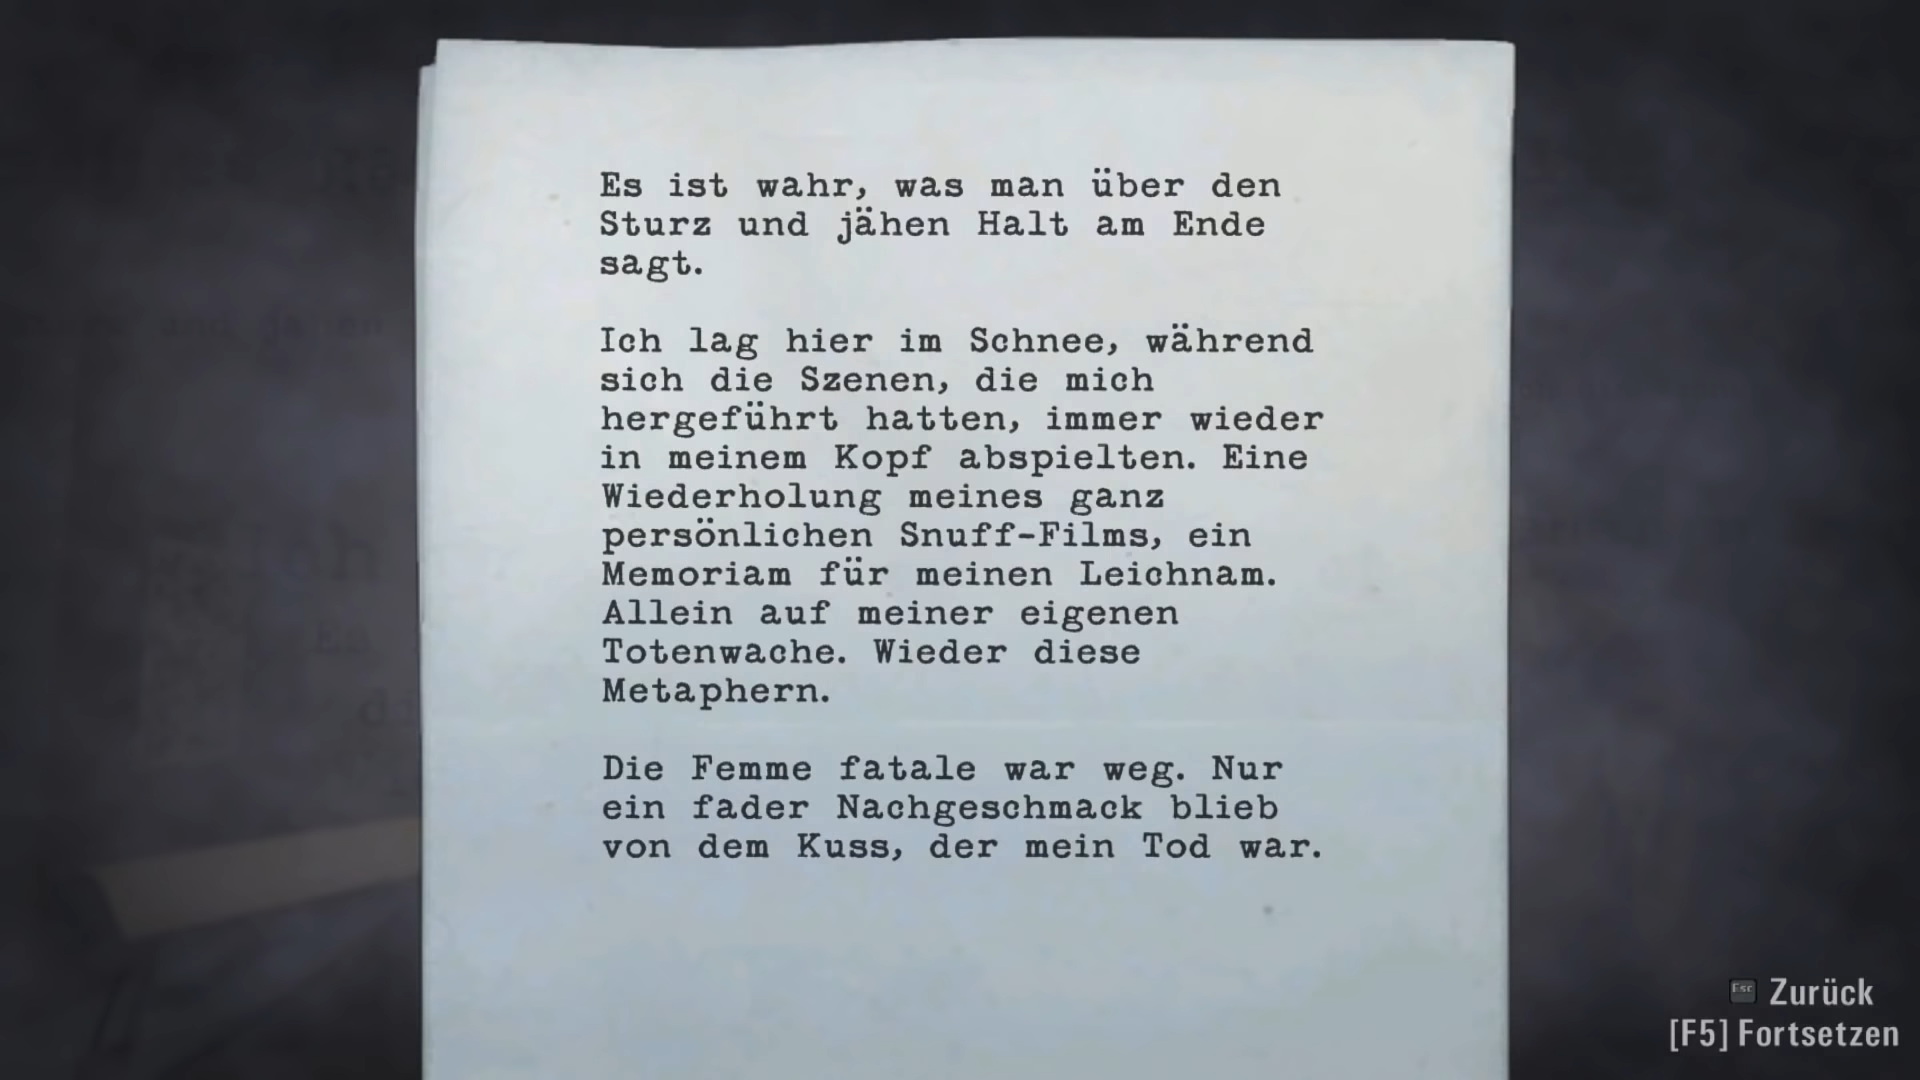 Es ist wahr, was man über den
Sturz und jähen Halt am Ende
sagt.
Ich lag hier im Schnee, während
sich die Szenen, die mich
hergeführt hatten, immer wieder
in meinem Kopf abspielten. Eine
Wiederholung meines ganz
persönlichen Snuff-Films, ein
Memoriam für meinen Leichnam.
Allein auf meiner eigenen
Totenwache. Wieder diese
Metaphern.
Die Femme fatale war weg. Nur
ein fader Nachgeschmack blieb
von dem Kuss, der mein Tod war.
Esc Zurück
[F5] Fortsetzen